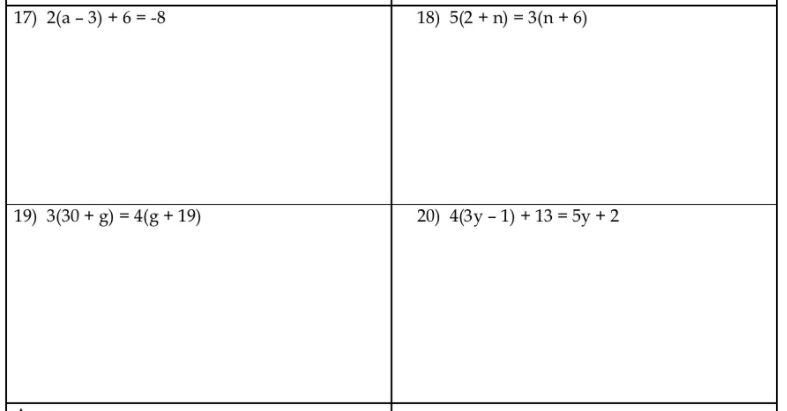 17) 2(a – 3) + 6 = -8
18) 5(2 + n) = 3(n + 6)
19) 3(30 + g) = 4(g + 19)
20) 4(3y – 1) + 13 = 5y + 2